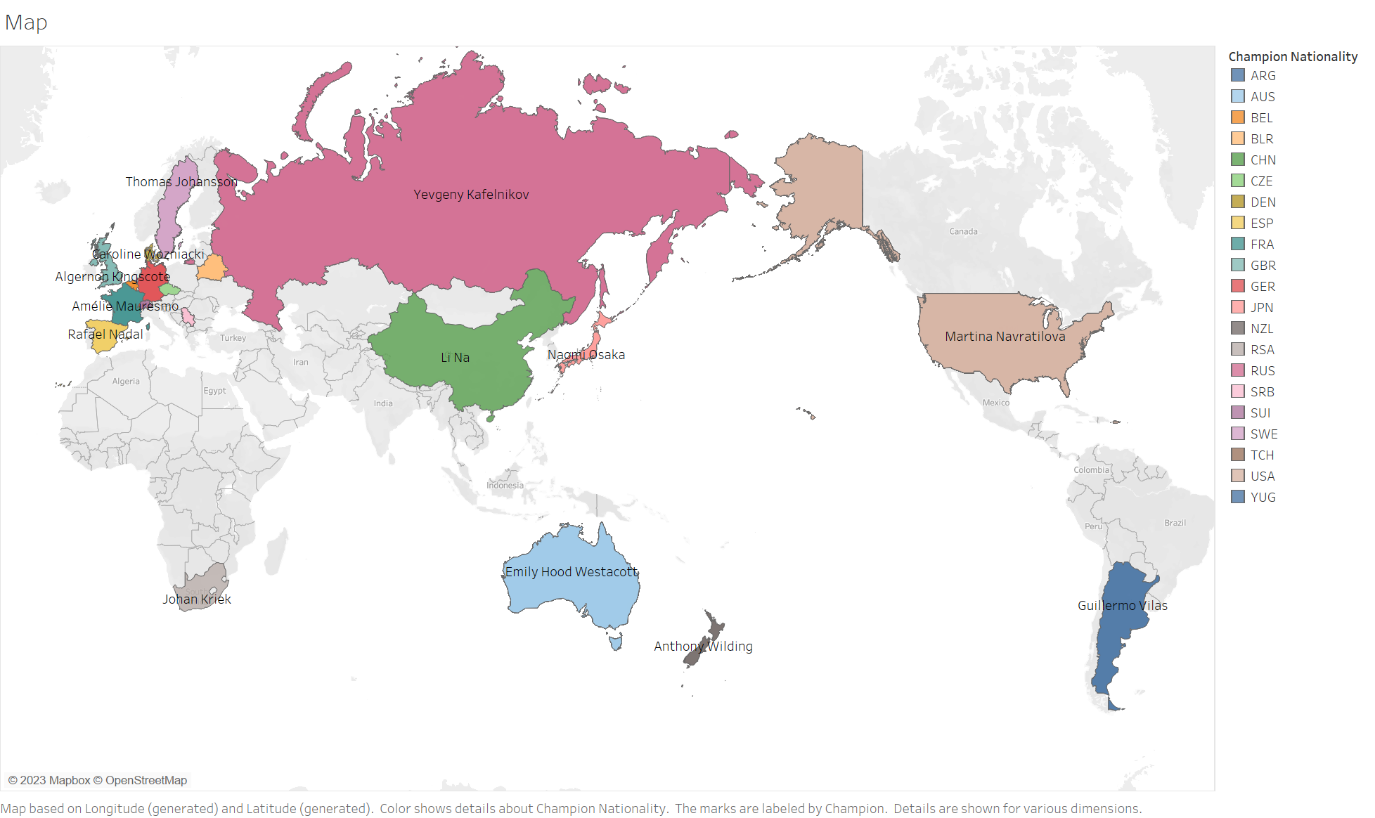 Map
Champion Nationality
ARG
AUS
BEL
BLR
CHN
CZE
DEN
ESP
FRA
GBR
GER
JPN
NZL
RSA
RUS
SRB
SUI
SWE
TCH
USA
YUG
Thomas Johansson
Yevgeny Kafelnikov
Canada
Caroline Wozniacki
Algernon Kingscote
Amélie Mauresmo
Rafael Nadal
Turkey
Martina Navratilova
Li Na
Naomi Osaka
Iran
Algeria
Egypt
India
Mexico
Colombia
Indonesia
Peru
Brazil
Emily Hood Westacott
Johan Kriek
Guillermo Vilas
Anthony Wilding
© 2023 Mapbox © OpenStreetMap
Map based on Longitude (generated) and Latitude (generated). Color shows details about Champion Nationality. The marks are labeled by Champion. Details are shown for various dimensions.